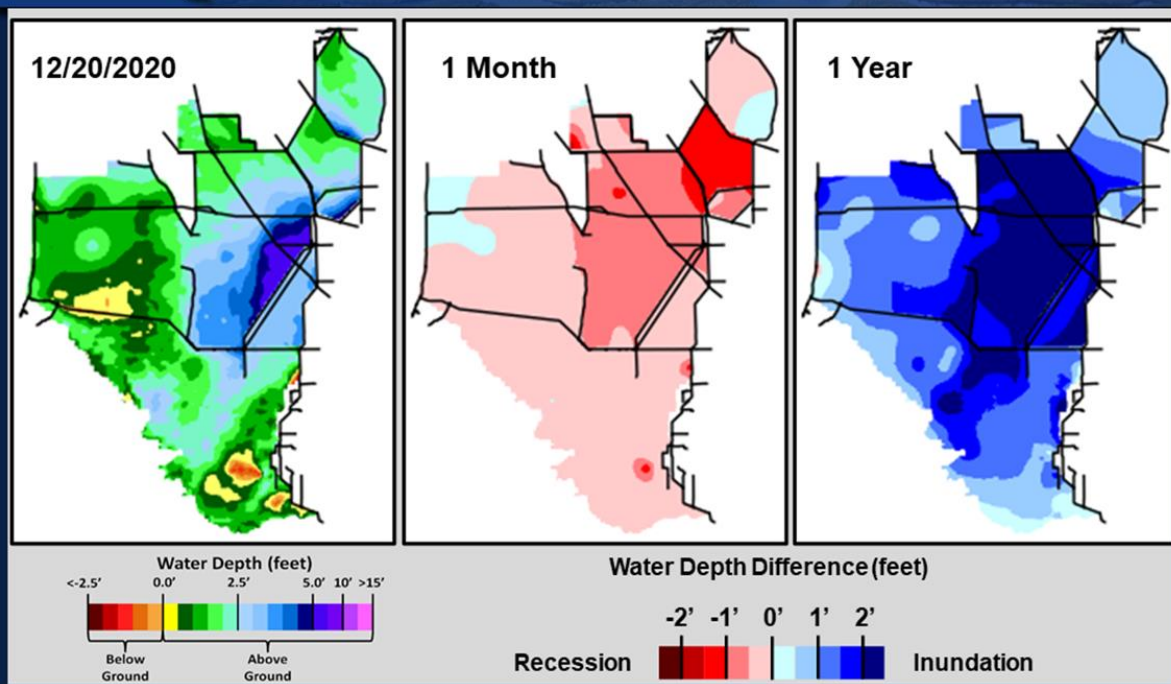 12/20/2020
1 Month
1 Year
Water Depth (feet)
<-2.5' 0.0' 2.5' 5.0' 10' >15'
Below
Ground
Above
Ground
Water Depth Difference (feet)
-2' -1' 0' 1' 2'
Recession Inundation